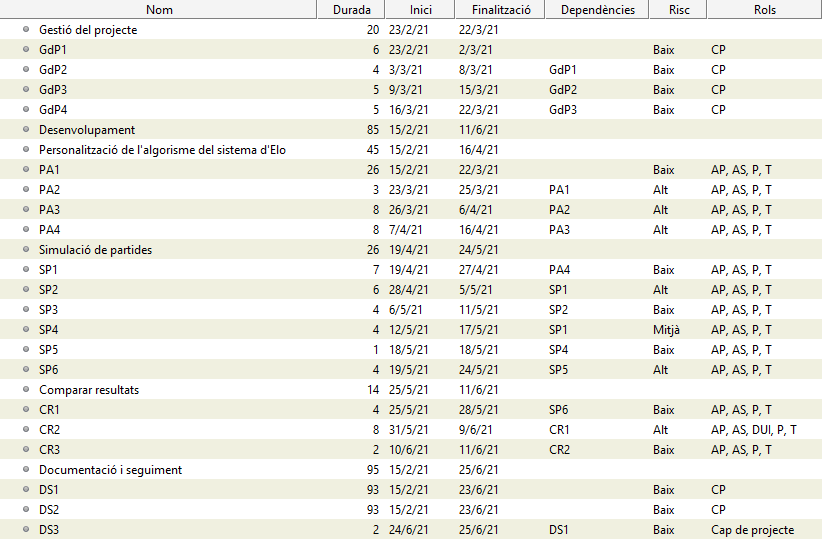 Nom Durada Inici Finalització Dependències Risc Rols
Gestió del projecte 20 23/2/21 22/3/21
GdP1 6 23/2/21 2/3/21 Baix CP
GdP2 4 3/3/21 8/3/21 GdP1 Baix CP
GdP3 5 9/3/21 15/3/21 GdP2 Baix CP
GdP4 5 16/3/21 22/3/21 GdP3 Baix CP
Desenvolupament 85 15/2/21 11/6/21
Personalització de l'algorisme del sistema d'Elo 45 15/2/21 16/4/21
PA1 26 15/2/21 22/3/21 Baix AP, AS, P, T
PA2 3 23/3/21 25/3/21 PA1 Alt AP, AS, P, T
PA3 8 26/3/21 6/4/21 PA2 Alt AP, AS, P, T
PA4 8 7/4/21 16/4/21 PA3 Alt AP, AS, P, T
Simulació de partides 26 19/4/21 24/5/21
SP1 7 19/4/21 27/4/21 PA4 Baix AP, AS, P, T
SP2 6 28/4/21 5/5/21 SP1 Alt AP, AS, P, T
SP3 4 6/5/21 11/5/21 SP2 Baix AP, AS, P, T
SP4 4 12/5/21 17/5/21 SP1 Mitjà AP, AS, P, T
SP5 1 18/5/21 18/5/21 SP4 Baix AP, AS, P, T
SP6 4 19/5/21 24/5/21 SP5 Alt AP, AS, P, T
Comparar resultats 14 25/5/21 11/6/21
CR1 4 25/5/21 28/5/21 SP6 Baix AP, AS, P, T
CR2 8 31/5/21 9/6/21 CR1 Alt AP, AS, DUI, P, T
CR3 2 10/6/21 11/6/21 CR2 Baix AP, AS, P, T
Documentació i seguiment 95 15/2/21 25/6/21
DS1 93 15/2/21 23/6/21 Baix CP
DS2 93 15/2/21 23/6/21 Baix CP
DS3 2 24/6/21 25/6/21 DS1 Baix Cap de projecte